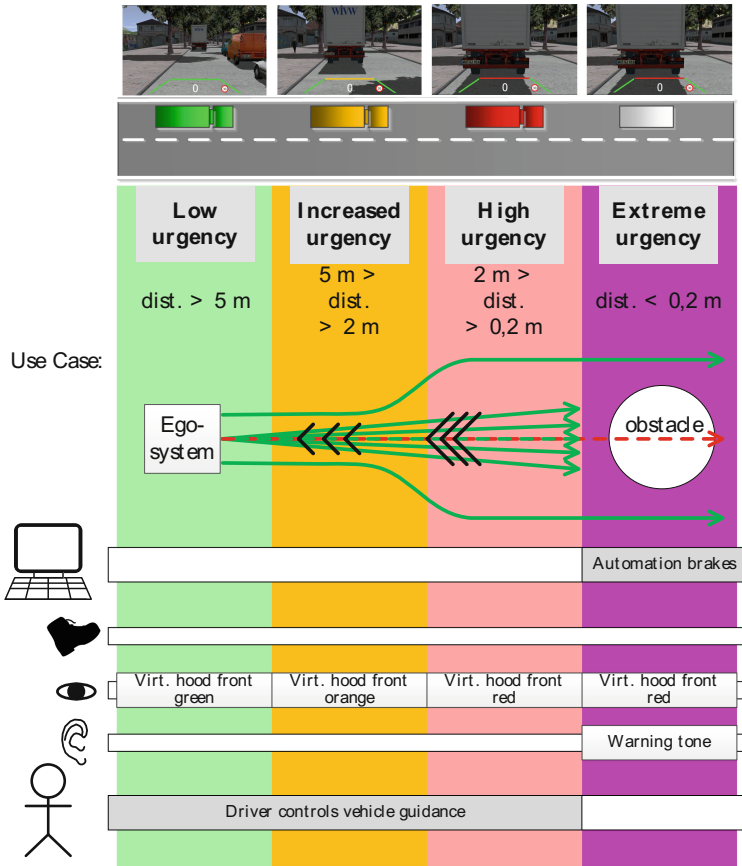 WIVW
0
0
0
0
Low
urgency
Increased
urgency
High
urgency
Extreme
urgency
dist. > 5 m
5 m >
dist.
> 2 m
2 m >
dist.
> 0,2 m
dist. < 0,2 m
Use Case:
Ego-
system
obstacle
Automation brakes
Virt. hood front
green
Virt. hood front
orange
Virt. hood front
red
Virt. hood front
red
Warning tone
Driver controls vehicle guidance